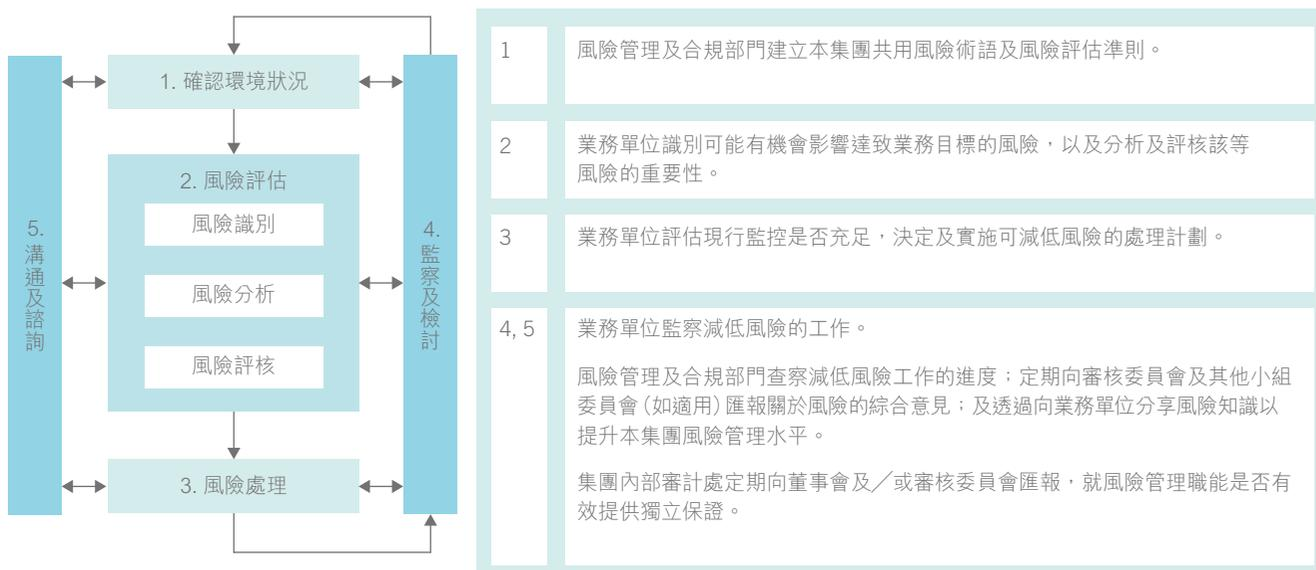 1. 確認環境狀況
2. 風險評估
風險識別
風險分析
風險評核
3. 風險處理
4. 監察及檢討
5. 溝通及諮詢
1
風險管理及合規部門建立本集團共用風險術語及風險評估準則。
2
業務單位識別可能有機會影響達致業務目標的風險，以及分析及評核該等
風險的重要性。
3
業務單位評估現行監控是否充足，決定及實施可減低風險的處理計劃。
4, 5
業務單位監察減低風險的工作。
風險管理及合規部門查察減低風險工作的進度；定期向審核委員會及其他小組
委員會（如適用）匯報關於風險的綜合意見；及透過向業務單位分享風險知識以
提升本集團風險管理水平。
集團內部審計處定期向董事會及╱或審核委員會匯報，就風險管理職能是否有
效提供獨立保證。